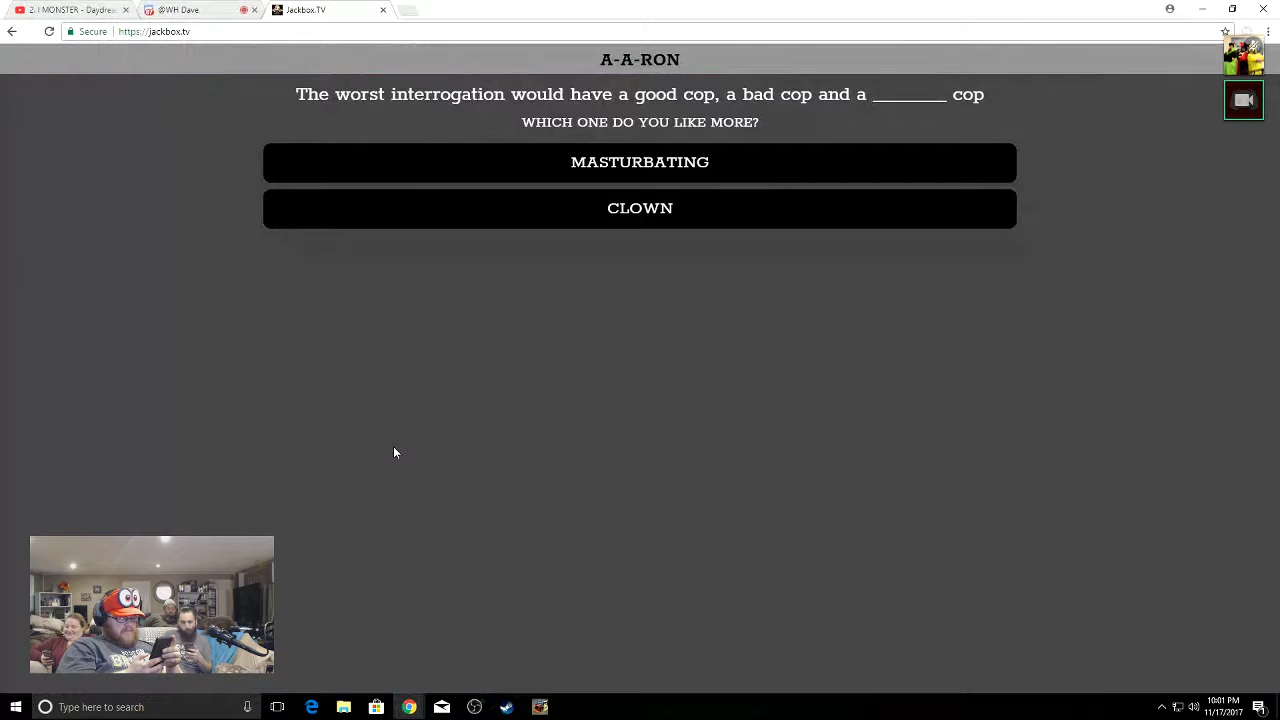 2. I MONSTER - Daydre
@WH Dave
Jackbox.TV
Secure
https://jackbox.tv
A-A-RON
The worst interrogation would have a good cop, a bad cop and a ________ cop
WHICH ONE DO YOU LIKE MORE?
MASTURBATING
CLOWN
Type here to search
10:01 PM
11/17/2017